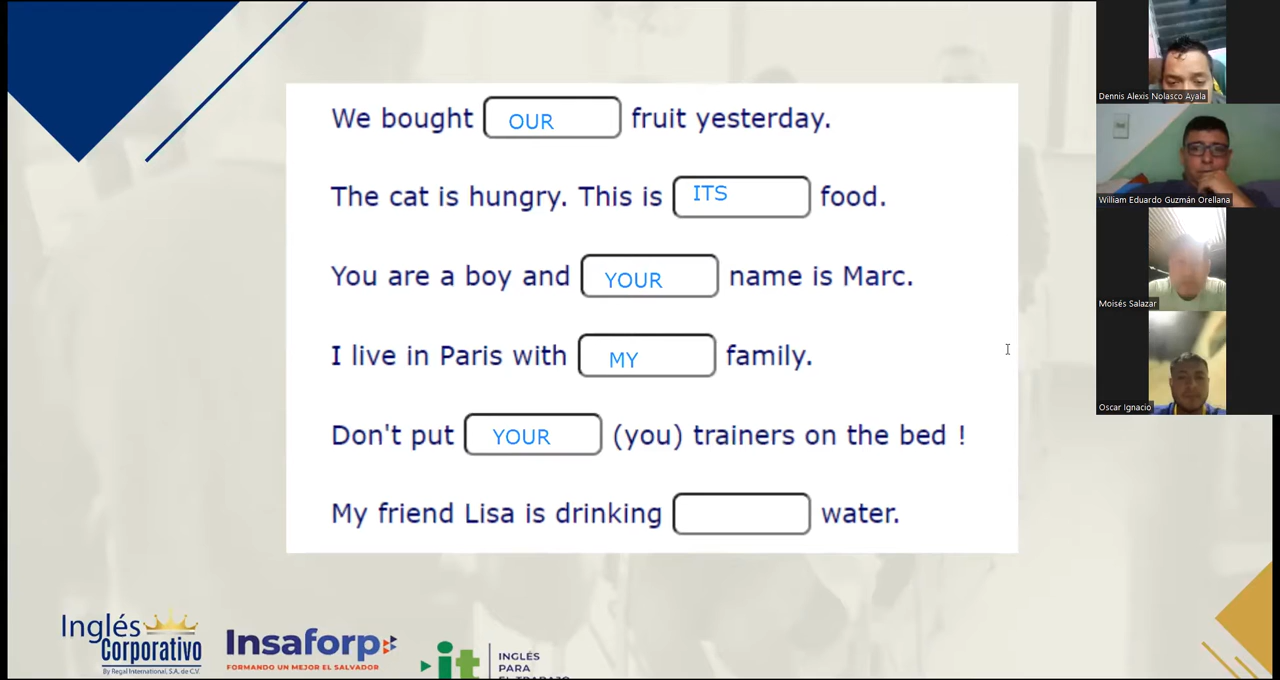 We bought OUR fruit yesterday.
The cat is hungry. This is ITS food.
You are a boy and YOUR name is Marc.
I live in Paris with MY family.
Don't put YOUR (you) trainers on the bed !
My friend Lisa is drinking water.
Dennis Alexis Nolasco Ayala
William Eduardo Guzmán Orellana
Moisés Salazar
Oscar Ignacio
Inglés
Corporativo
By Regal International, S.A. de C.V.
Insaforp
FORMANDO UN MEJOR EL SALVADOR
it
INGLÉS
PARA
EL TRABAJO